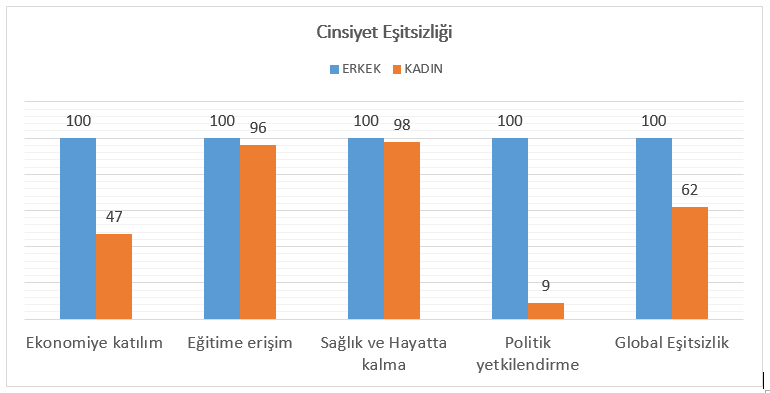 Cinsiyet Eşitsizliği
ERKEK KADIN
100 100 96 100 98 100 100
47 9 62
Ekonomiye katılım Eğitime erişim Sağlık ve Hayatta Politik Global Eşitsizlik
kalma yetkilendirme